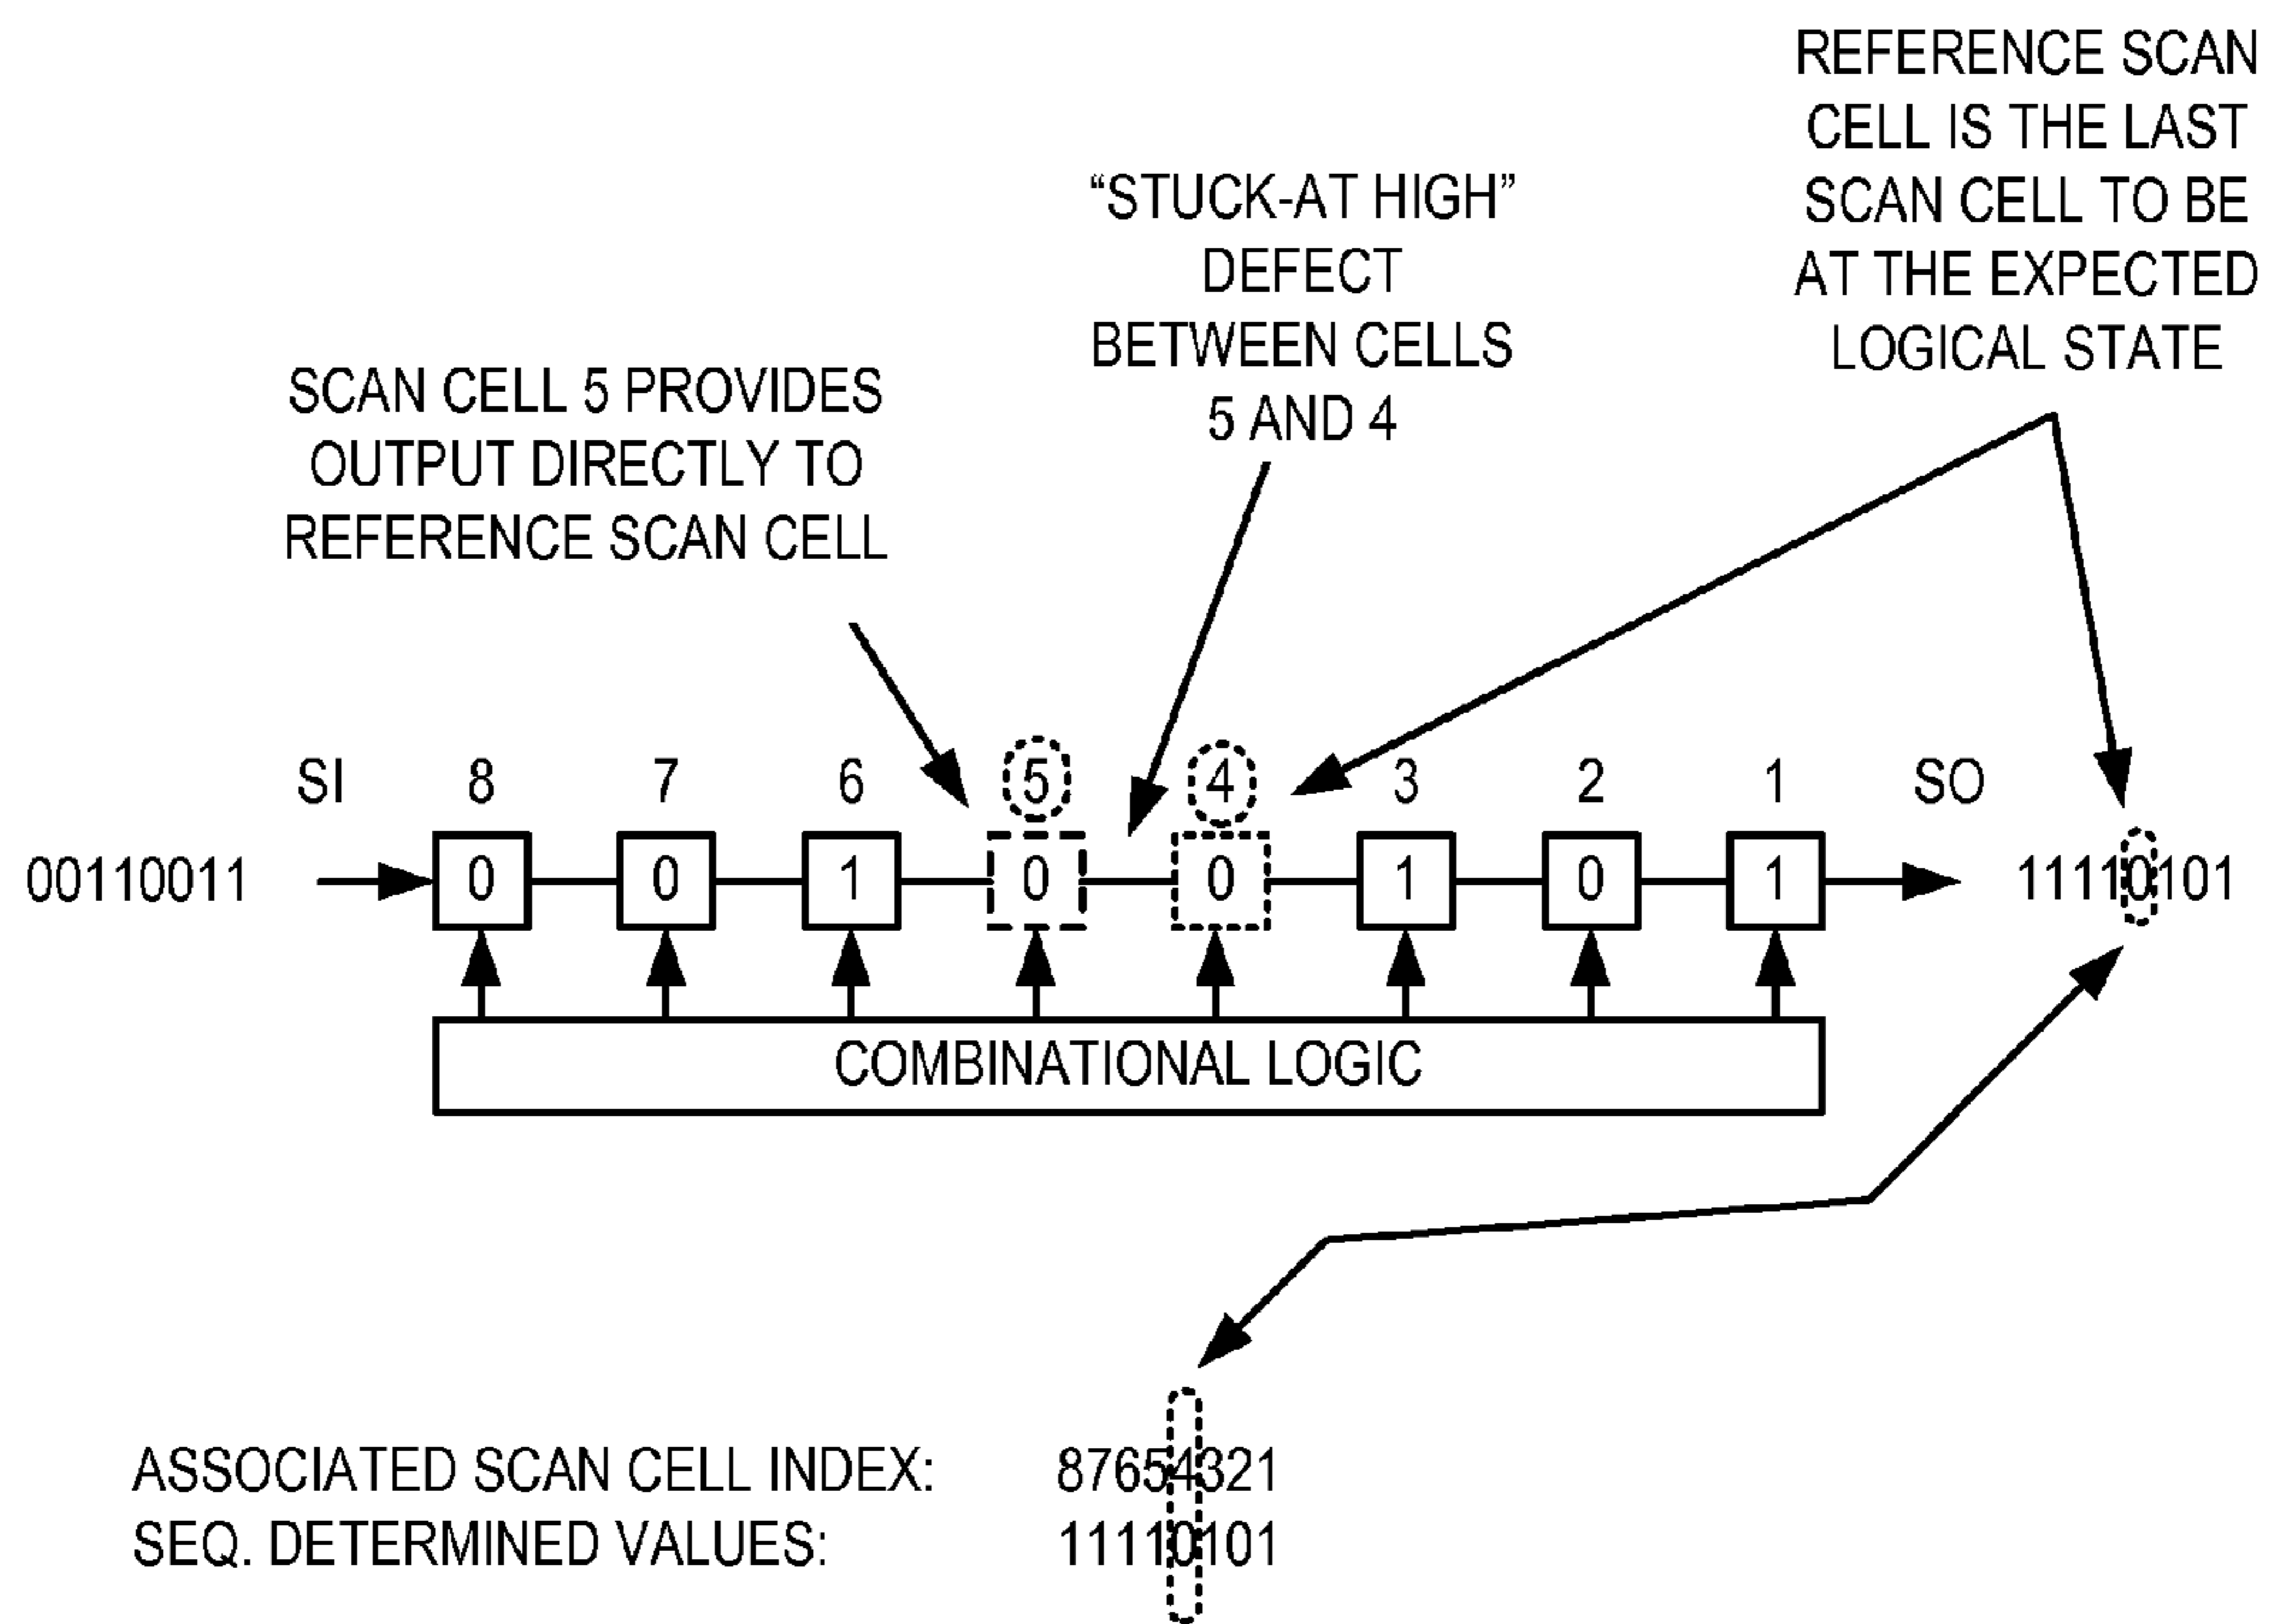 REFERENCE SCAN
CELL IS THE LAST
SCAN CELL TO BE
AT THE EXPECTED
LOGICAL STATE
“STUCK-AT HIGH”
DEFECT
BETWEEN CELLS
5 AND 4
SCAN CELL 5 PROVIDES
OUTPUT DIRECTLY TO
REFERENCE SCAN CELL
SI 8 7 6 5 4 3 2 1 SO
00110011 0 0 1 0 0 1 0 1 11110101
COMBINATIONAL LOGIC
ASSOCIATED SCAN CELL INDEX: 87654321
SEQ. DETERMINED VALUES: 11110101